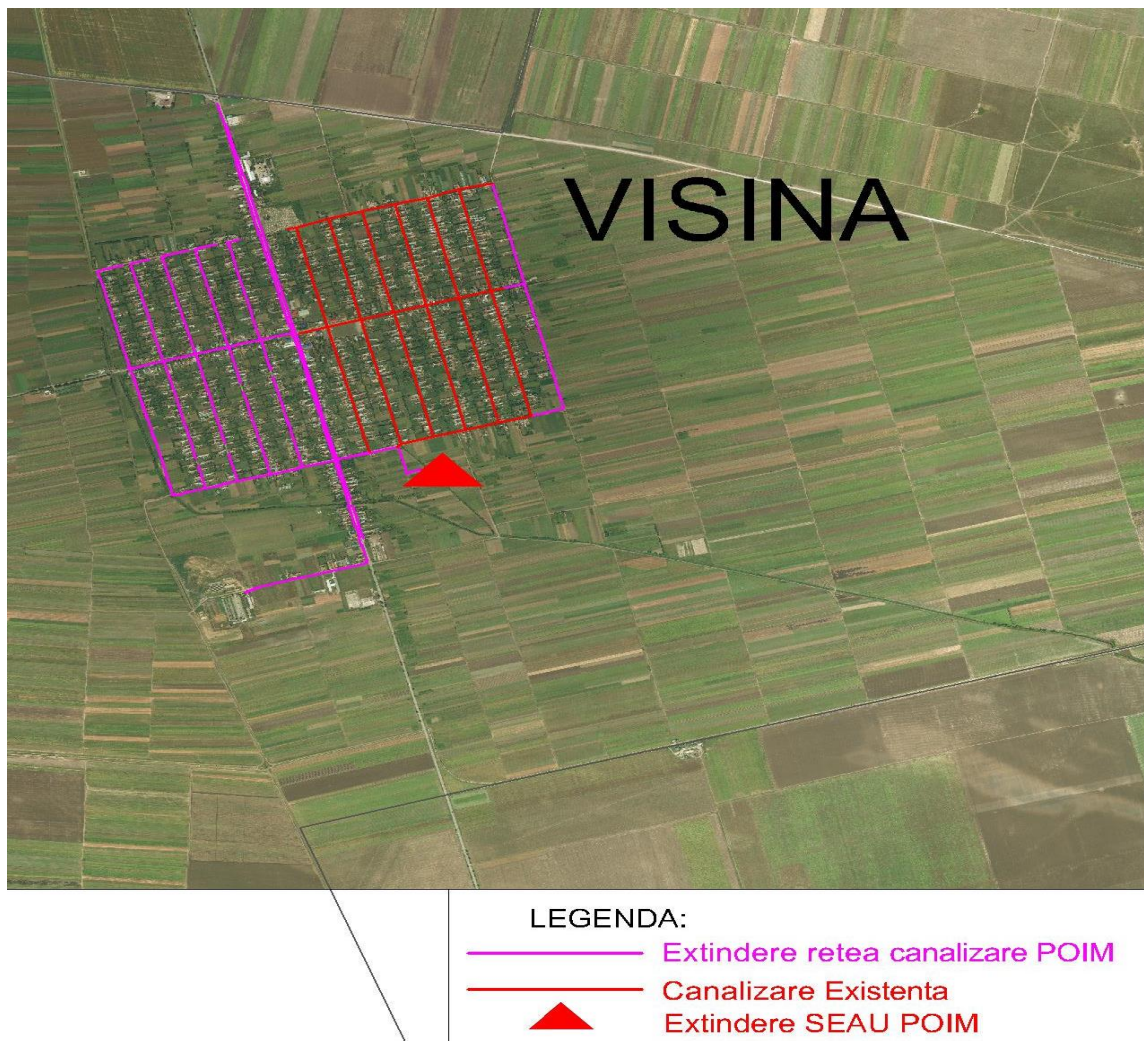 VISINA
LEGENDA:
Extindere retea canalizare POIM
Canalizare Existenta
Extindere SEAU POIM